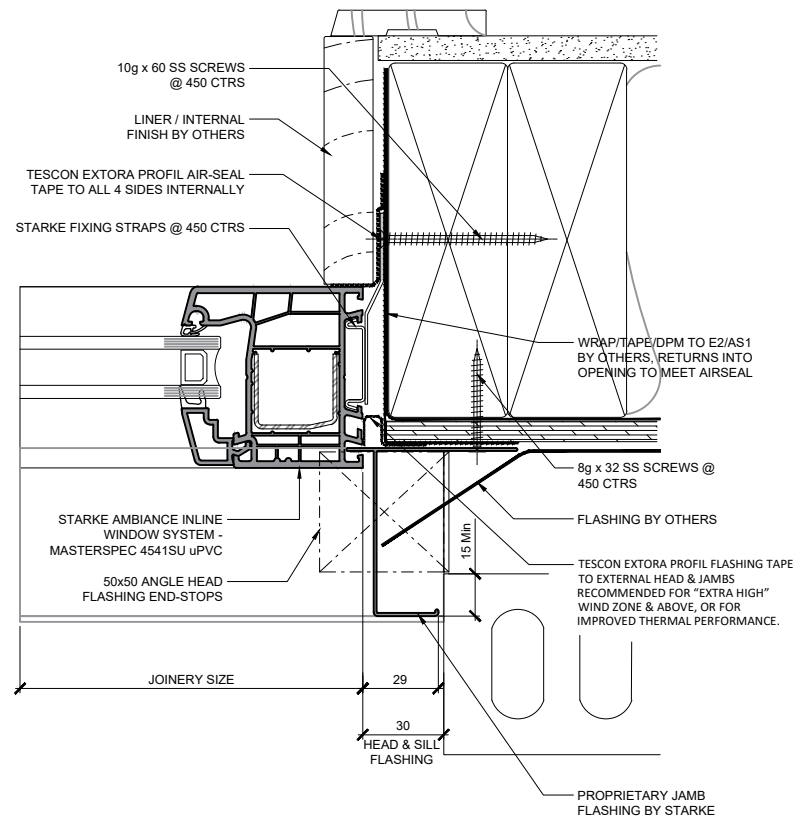 10g x 60 SS SCREWS
@ 450 CTRS
LINER / INTERNAL
FINISH BY OTHERS
TESCON EXTORA PROFIL AIR-SEAL
TAPE TO ALL 4 SIDES INTERNALLY
STARKE FIXING STRAPS @ 450 CTRS
WRAP/TAPE/DPM TO E2/AS1
BY OTHERS, RETURNS INTO
OPENING TO MEET AIRSEAL
8g x 32 SS SCREWS @
450 CTRS
STARKE AMBIANCE INLINE
WINDOW SYSTEM -
MASTERSPEC 4541SU uPVC
FLASHING BY OTHERS
50x50 ANGLE HEAD
FLASHING END-STOPS
15 Min
TESCON EXTORA PROFIL FLASHING TAPE
TO EXTERNAL HEAD & JAMBS
RECOMMENDED FOR “EXTRA HIGH”
WIND ZONE & ABOVE, OR FOR
IMPROVED THERMAL PERFORMANCE.
JOINERY SIZE
29
30
HEAD & SILL
FLASHING
PROPRIETARY JAMB
FLASHING BY STARKE